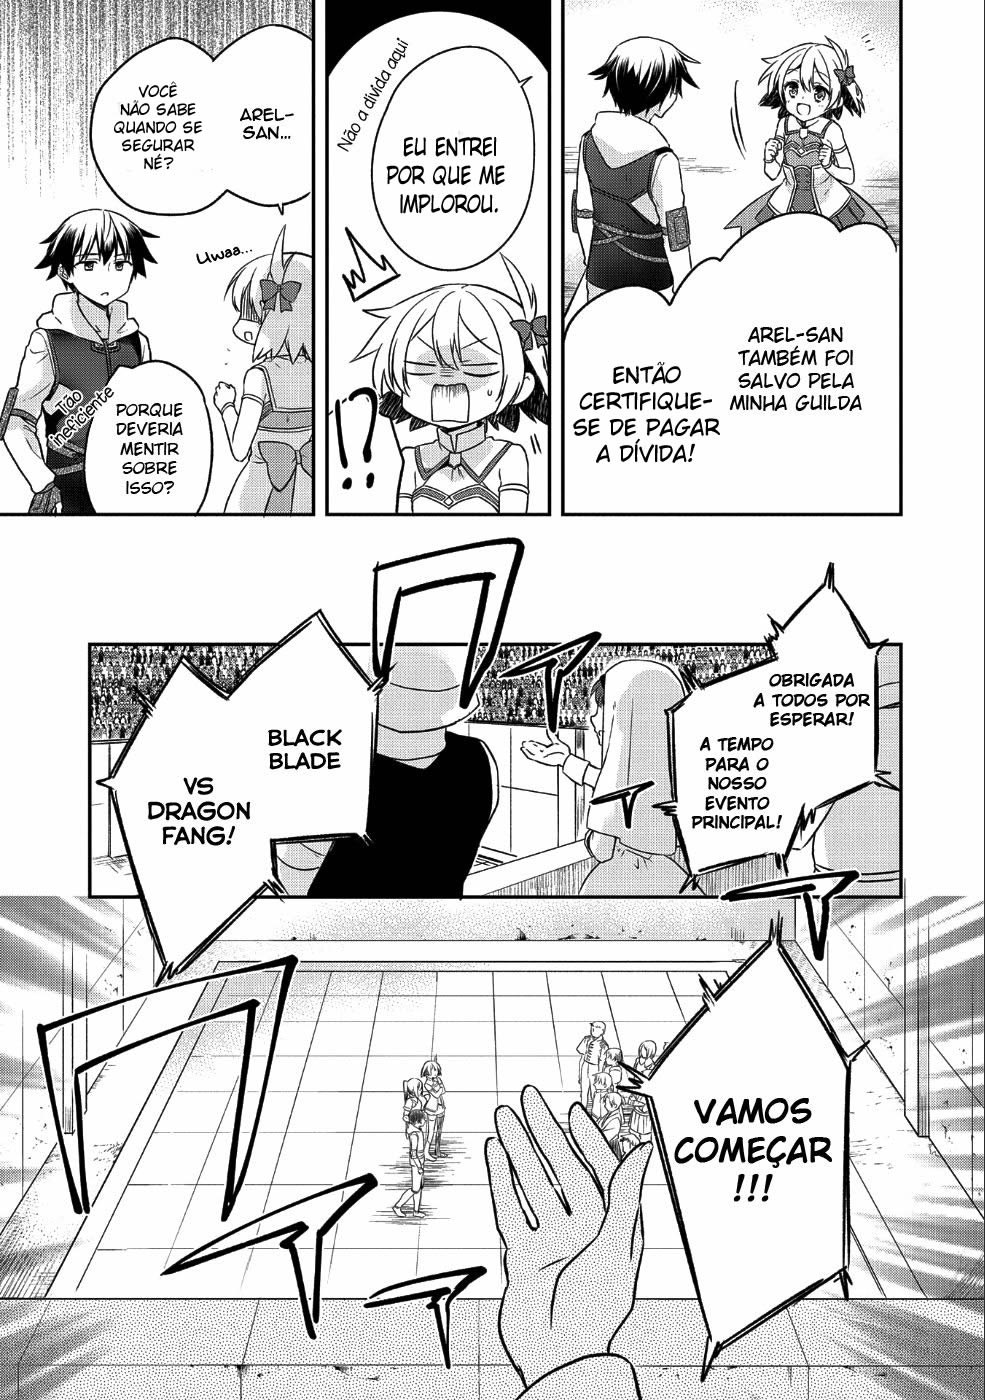 AREL-SAN
TAMBÉM FOI
SALVO PELA
MINHA GUILDA
ENTÃO
CERTIFIQUE-
SE DE PAGAR
A DÍVIDA!
EU ENTREI
POR QUE ME
IMPLOROU.
Não a divida aqui
!?
AREL-
SAN...
VOCÊ
NÃO SABE
QUANDO SE
SEGURAR
NÉ?
Uwaa...
PORQUE
DEVERIA
MENTIR
SOBRE
ISSO?
Tão
ineficiente
OBRIGADA
A TODOS POR
ESPERAR!
A TEMPO
PARA O
NOSSO
EVENTO
PRINCIPAL!
BLACK
BLADE
VS
DRAGON
FANG!
VAMOS
COMEÇAR
!!!